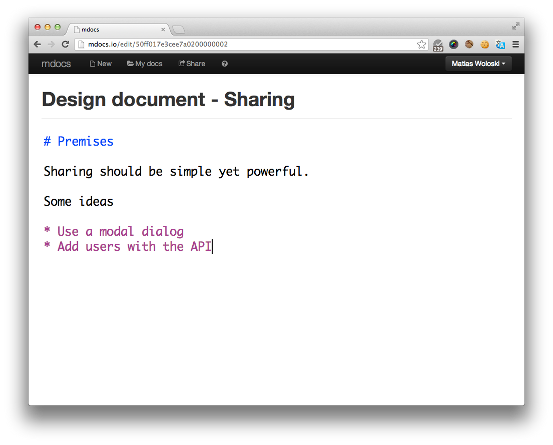 mdocs
mdocs.io/edit/50ff017e3cee7a0200000002
mdocs New My docs Share Matias Woloski
Design document - Sharing
# Premises
Sharing should be simple yet powerful.
Some ideas
* Use a modal dialog
* Add users with the API